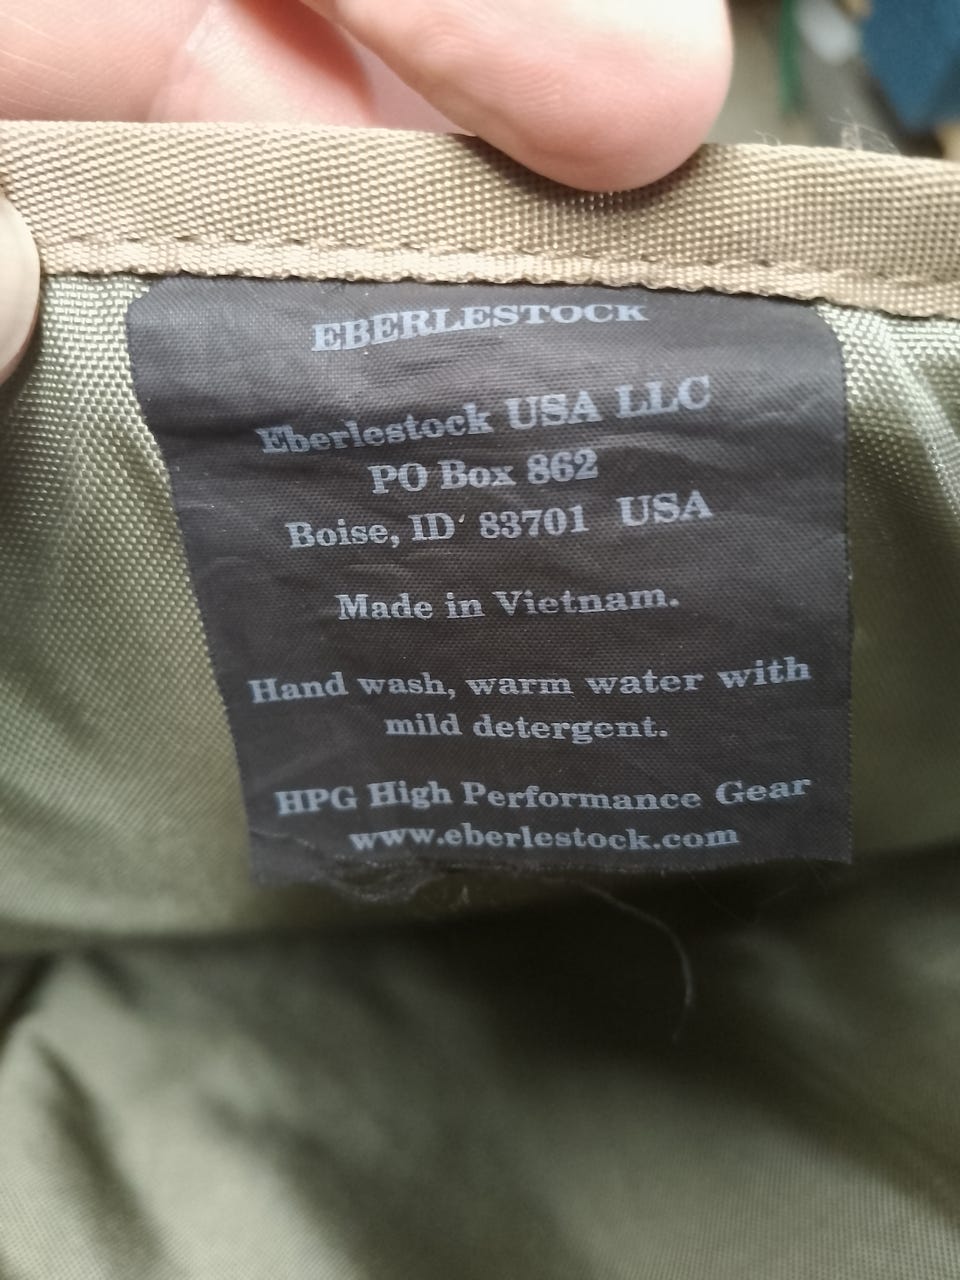 EBERLESTOCK
Eberlestock USA LLC
PO Box 862
Boise, ID 83701 USA
Made in Vietnam.
Hand wash, warm water with
mild detergent.
HPG High Performance Gear
www.eberlestock.com